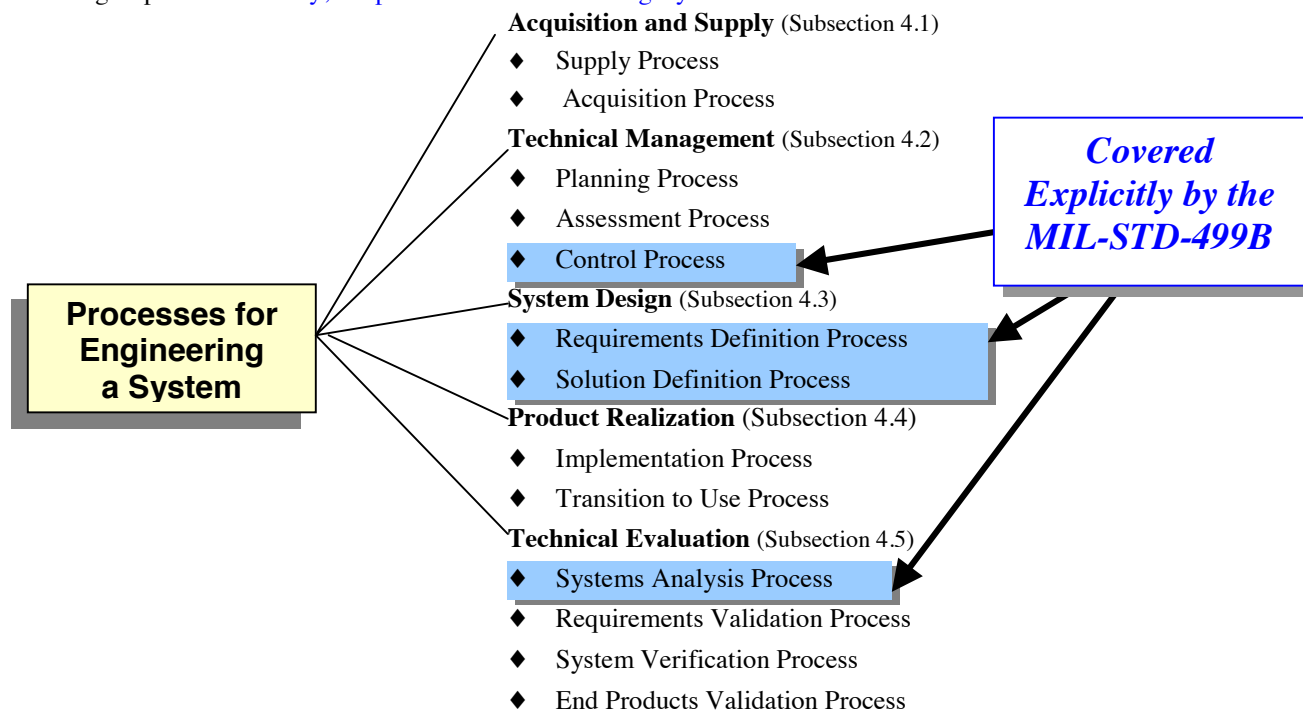 Acquisition and Supply (Subsection 4.1)
♦ Supply Process
♦ Acquisition Process
Technical Management (Subsection 4.2)
♦ Planning Process
♦ Assessment Process
♦ Control Process
System Design (Subsection 4.3)
♦ Requirements Definition Process
♦ Solution Definition Process
Product Realization (Subsection 4.4)
♦ Implementation Process
♦ Transition to Use Process
Technical Evaluation (Subsection 4.5)
♦ Systems Analysis Process
♦ Requirements Validation Process
♦ System Verification Process
♦ End Products Validation Process
Processes for
Engineering
a System
Covered
Explicitly by the
MIL-STD-499B